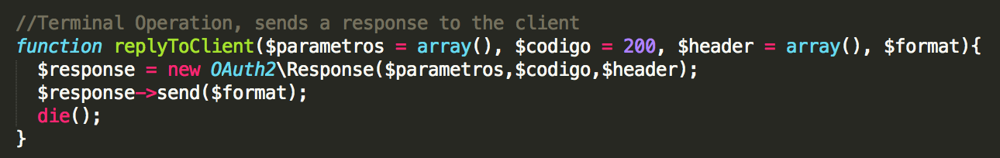 //Terminal Operation, sends a response to the client
function replyToClient($parametros = array(), $codigo = 200, $header = array(), $format){
  $response = new OAuth2\Response($parametros,$codigo,$header);
  $response->send($format);
  die();
}